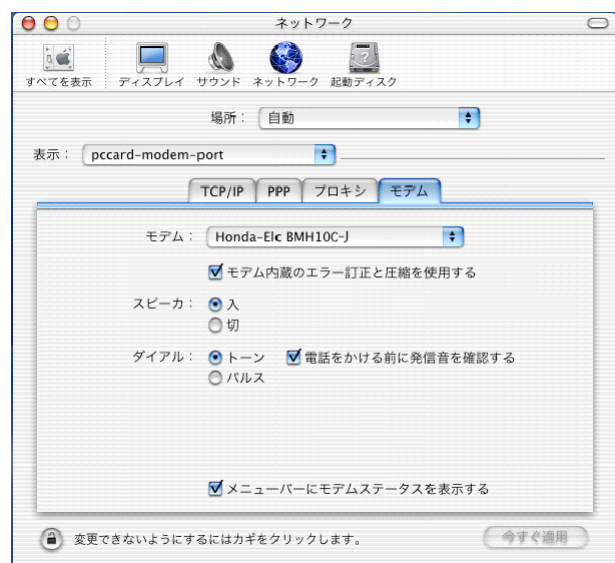 ネットワーク
すべてを表示 ディスプレイ サウンド ネットワーク 起動ディスク
場所： 自動
表示： pccard-modem-port
TCP/IP PPP プロキシ モデム
モデム： Honda-Elc BMH10C-J
モデム内蔵のエラー訂正と圧縮を使用する
スピーカ： 入
切
ダイアル： トーン 電話をかける前に発信音を確認する
パルス
メニューバーにモデムステータスを表示する
変更できないようにするにはカギをクリックします。 今すぐ適用